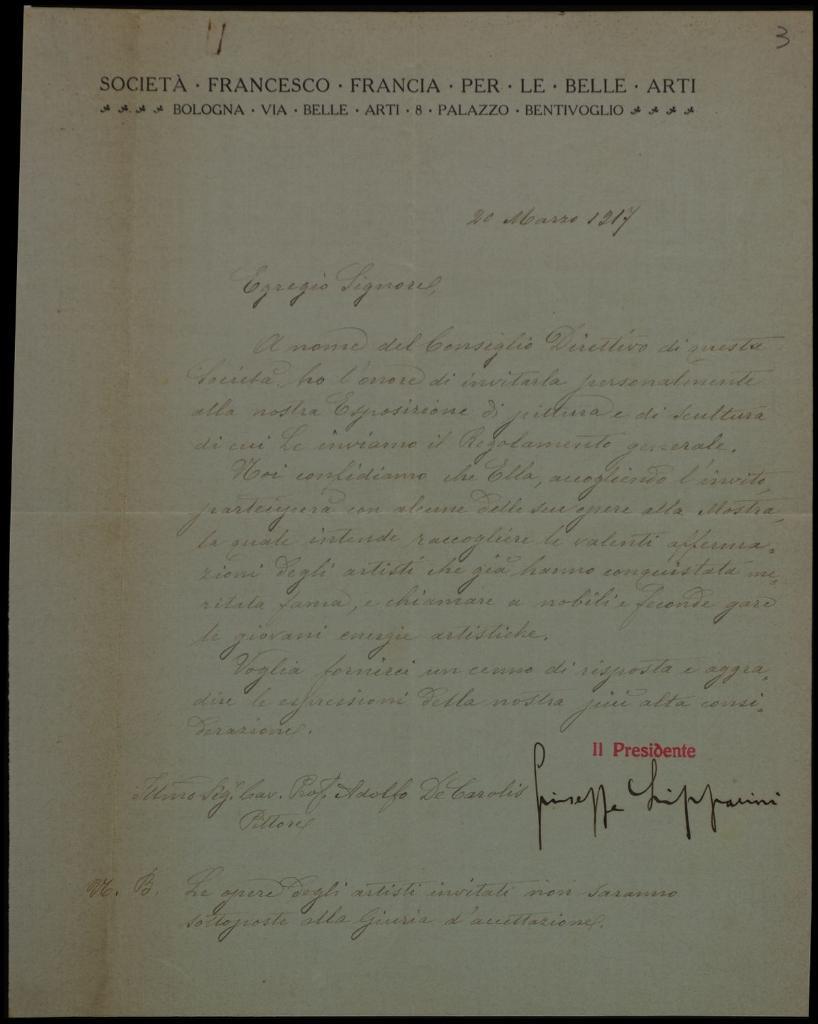 3
SOCIETÀ · FRANCESCO · FRANCIA · PER · LE · BELLE · ARTI
BOLOGNA · VIA · BELLE · ARTI · 8 · PALAZZO · BENTIVOGLIO
20 Marzo 1917
Egregio Signore,
A nome del Consiglio Direttivo di questa
Società, ho l'onore di invitarla personalmente
alla nostra Esposizione di pittura e di scultura
di cui Le inviamo il Regolamento generale.
Noi confidiamo che Ella, accogliendo l'invito,
parteciperà con alcune delle sue opere alla Mostra,
la quale intende raccogliere le valenti afferma-
zioni degli artisti che già hanno conquistata me-
ritata fama, e chiamare a nobili e feconde gare
le giovani energie artistiche.
Voglia fornirci un cenno di risposta e aggra-
dire le espressioni della nostra più alta consi-
derazione.
Il Presidente
Giuseppe Lipparini
Illmo Sig. Cav. Prof. Adolfo De Carolis
Pittore
N. B. Le opere degli artisti invitati non saranno
sottoposte alla Giuria d'accettazione.